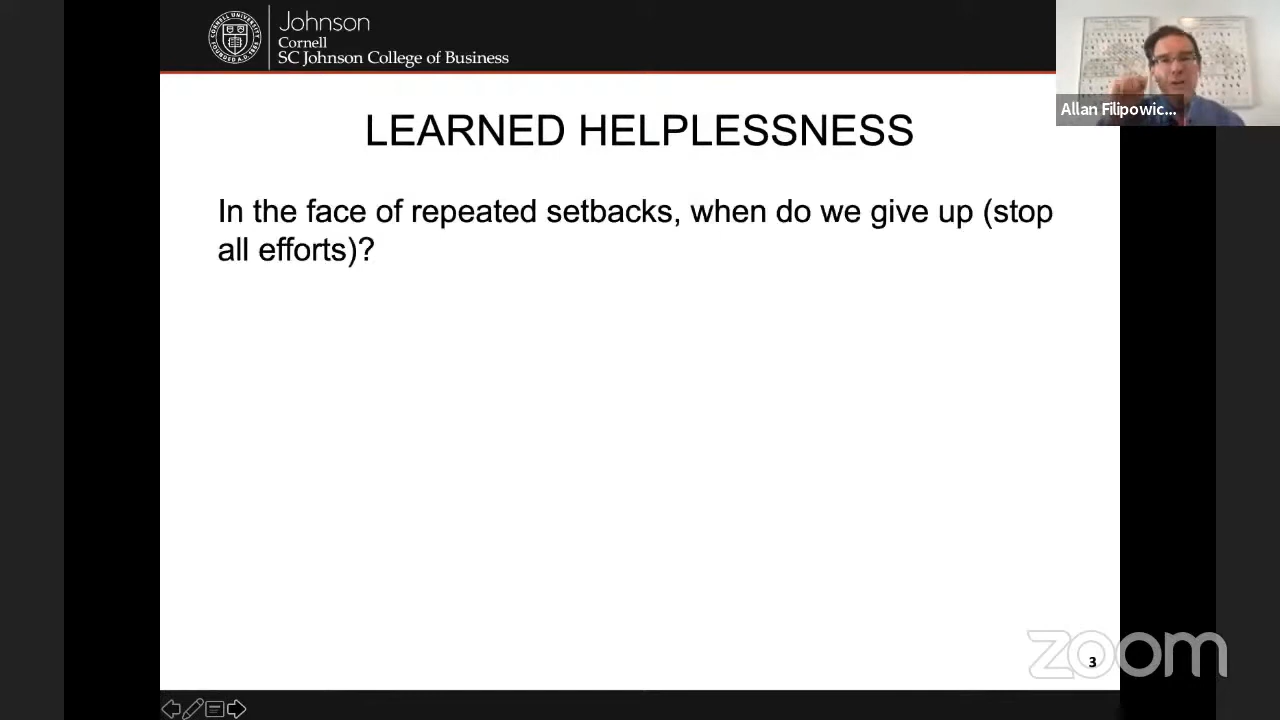 Johnson
Cornell
SC Johnson College of Business
Allan Filipowic...
LEARNED HELPLESSNESS
In the face of repeated setbacks, when do we give up (stop
all efforts)?
zoom
3